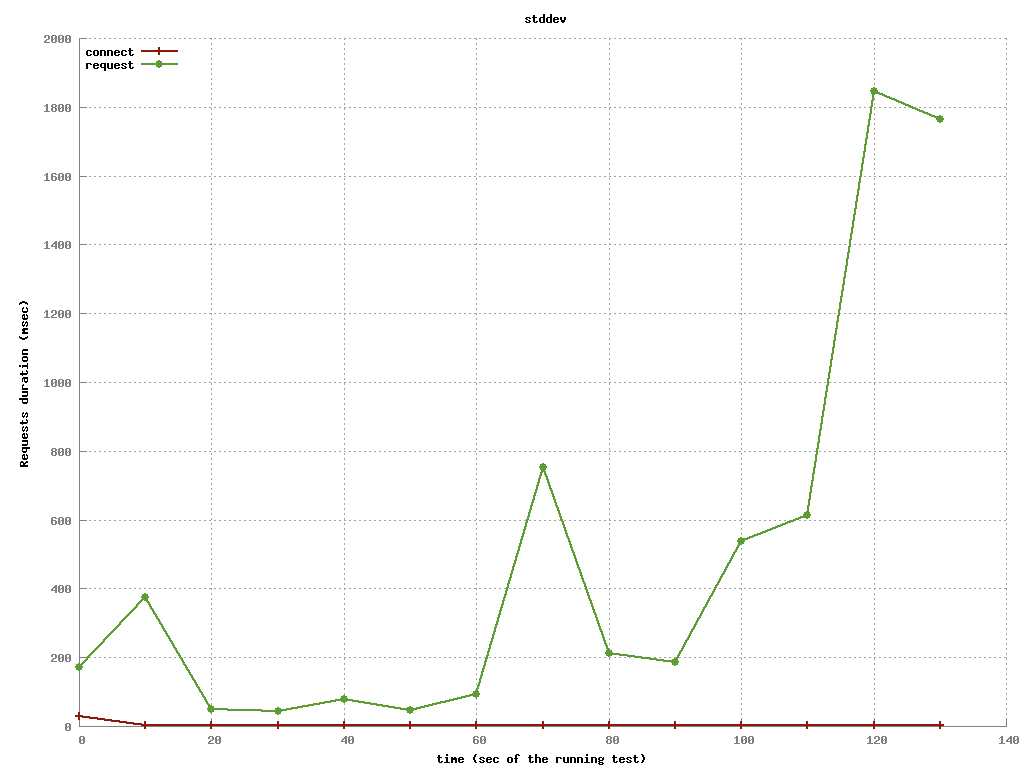 stddev
2000
connect
request
1800
1600
1400
1200
1000
800
600
400
200
0
Requests duration (msec)
0 20 40 60 80 100 120 140
time (sec of the running test)